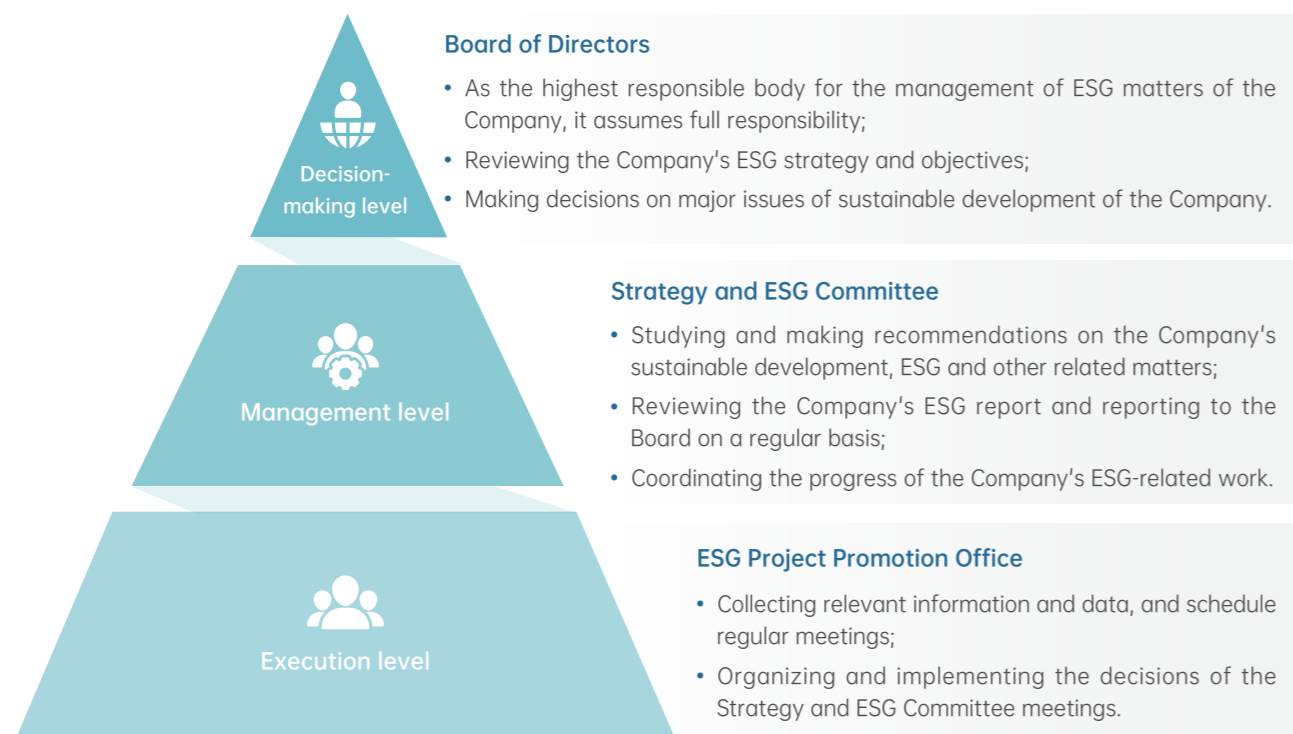 Decision-
making level
Board of Directors
• As the highest responsible body for the management of ESG matters of the
Company, it assumes full responsibility;
• Reviewing the Company's ESG strategy and objectives;
• Making decisions on major issues of sustainable development of the Company.
Management level
Strategy and ESG Committee
• Studying and making recommendations on the Company's
sustainable development, ESG and other related matters;
• Reviewing the Company's ESG report and reporting to the
Board on a regular basis;
• Coordinating the progress of the Company's ESG-related work.
Execution level
ESG Project Promotion Office
• Collecting relevant information and data, and schedule
regular meetings;
• Organizing and implementing the decisions of the
Strategy and ESG Committee meetings.